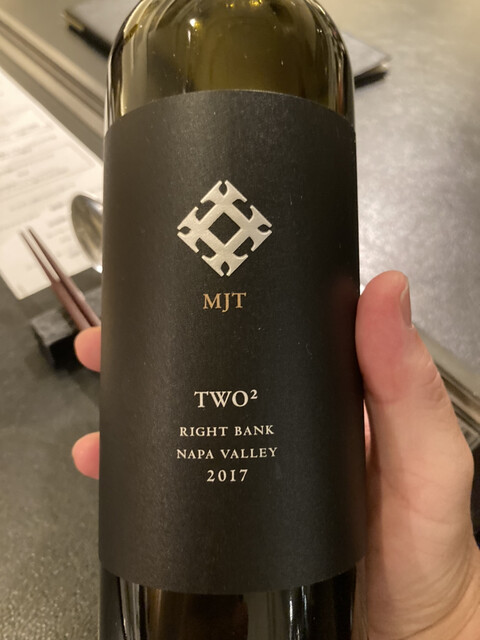 MJT
TWO²
RIGHT BANK
NAPA VALLEY
2017